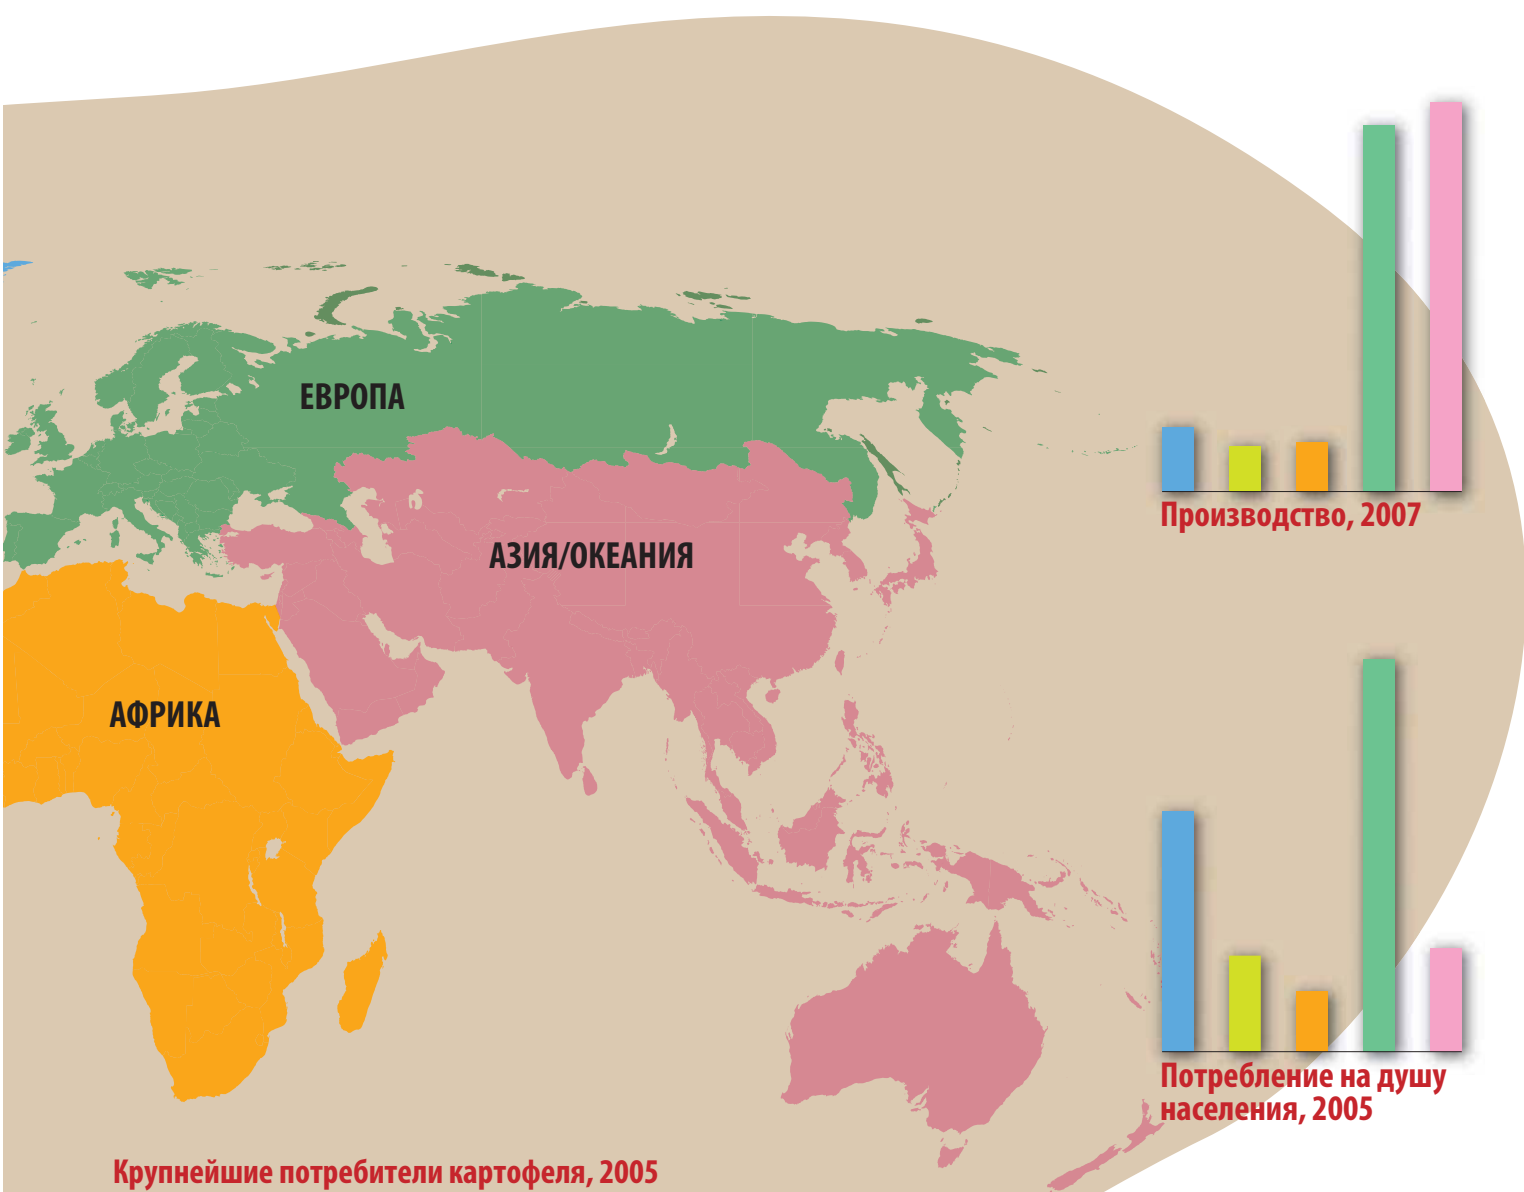 ЕВРОПА
Производство, 2007
АЗИЯ/ОКЕАНИЯ
АФРИКА
Потребление на душу
населения, 2005
Крупнейшие потребители картофеля, 2005